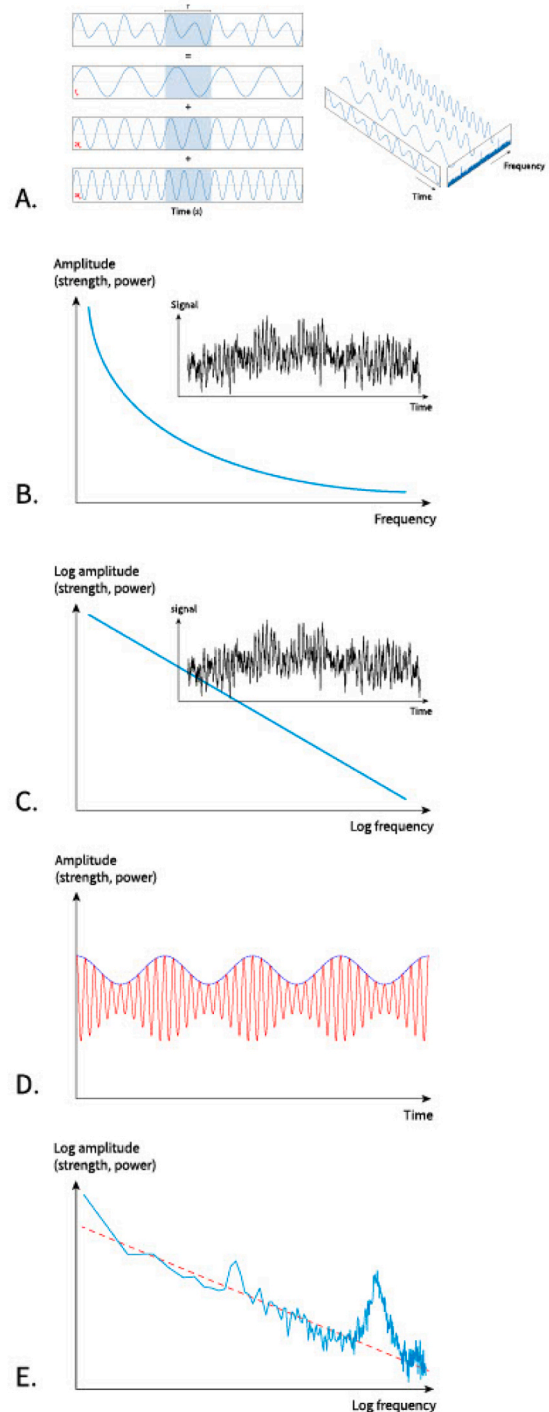 T
=
f
+
+
Time (s)
Frequency
Time
A.
Amplitude
(strength, power)
Signal
Time
B.
Frequency
Log amplitude
(strength, power)
signal
Time
C.
Log frequency
Amplitude
(strength, power)
D.
Time
Log amplitude
(strength, power)
E.
Log frequency